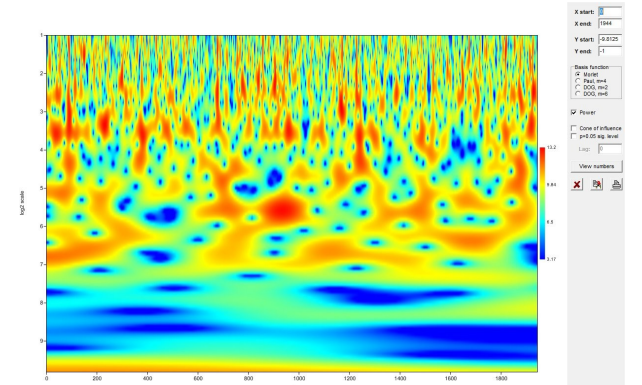 X start: 0
X end: 1944
Y start: -9.8125
Y end: -1
Basis function
Morlet
Paul, m=4
DOG, m=2
DOG, m=6
Power
Cone of influence
p=0.05 sig. level
Lag: 0
View numbers
log2 scale
1
2
3
4
5
6
7
8
9
0 200 400 600 800 1000 1200 1400 1600 1800
13.2
9.84
6.5
3.17